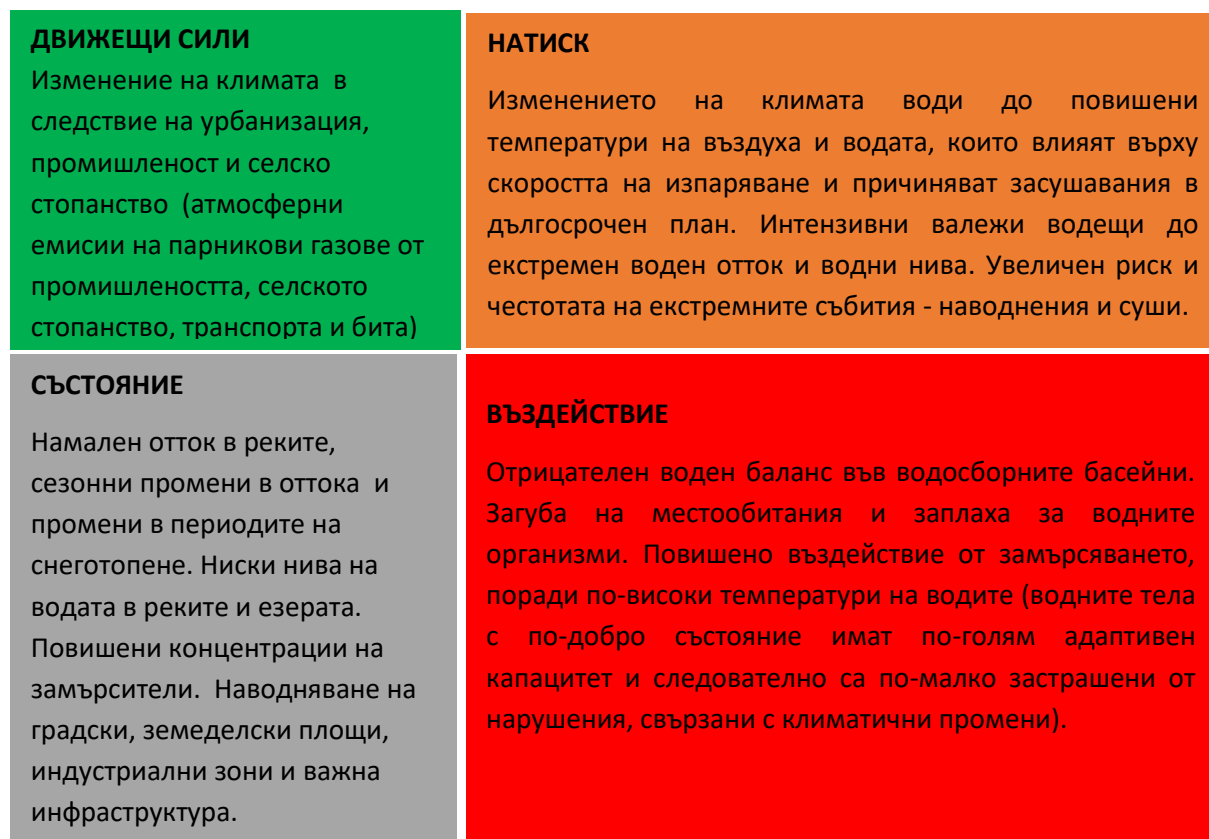 ДВИЖЕЩИ СИЛИ
Изменение на климата в
следствие на урбанизация,
промишленост и селско
стопанство (атмосферни
емисии на парникови газове от
промишлеността, селското
стопанство, транспорта и бита)
НАТИСК
Изменението на климата води до повишени
температури на въздуха и водата, които влияят върху
скоростта на изпаряване и причиняват засушавания в
дългосрочен план. Интензивни валежи водещи до
екстремен воден отток и водни нива. Увеличен риск и
честотата на екстремните събития - наводнения и суши.
СЪСТОЯНИЕ
Намален отток в реките,
сезонни промени в оттока и
промени в периодите на
снеготопене. Ниски нива на
водата в реките и езерата.
Повишени концентрации на
замърсители. Наводняване на
градски, земеделски площи,
индустриални зони и важна
инфраструктура.
ВЪЗДЕЙСТВИЕ
Отрицателен воден баланс във водосборните басейни.
Загуба на местообитания и заплаха за водните
организми. Повишено въздействие от замърсяването,
поради по-високи температури на водите (водните тела
с по-добро състояние имат по-голям адаптивен
капацитет и следователно са по-малко застрашени от
нарушения, свързани с климатични промени).